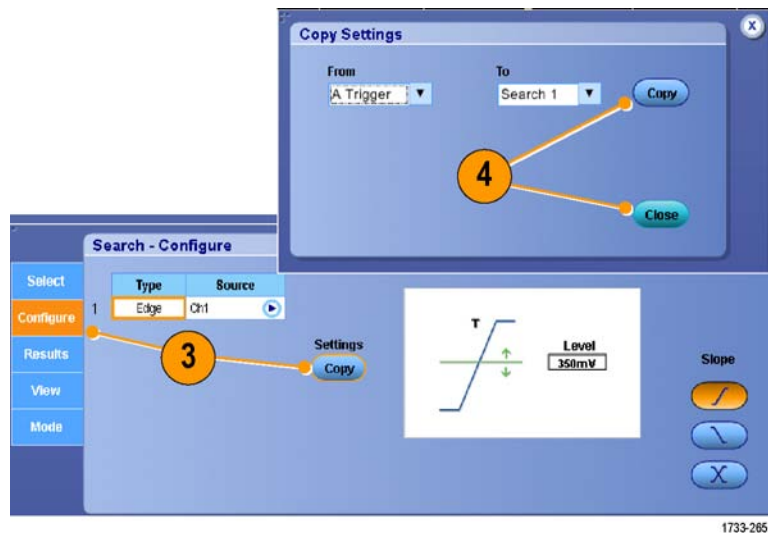 Copy Settings
X
From
To
A Trigger
Search 1
Copy
4
Close
Search - Configure
Select
Configure
Results
View
Mode
Type
Source
1
Edge
Ch1
3
Settings
Copy
T
Level
350mV
Slope
1733-265